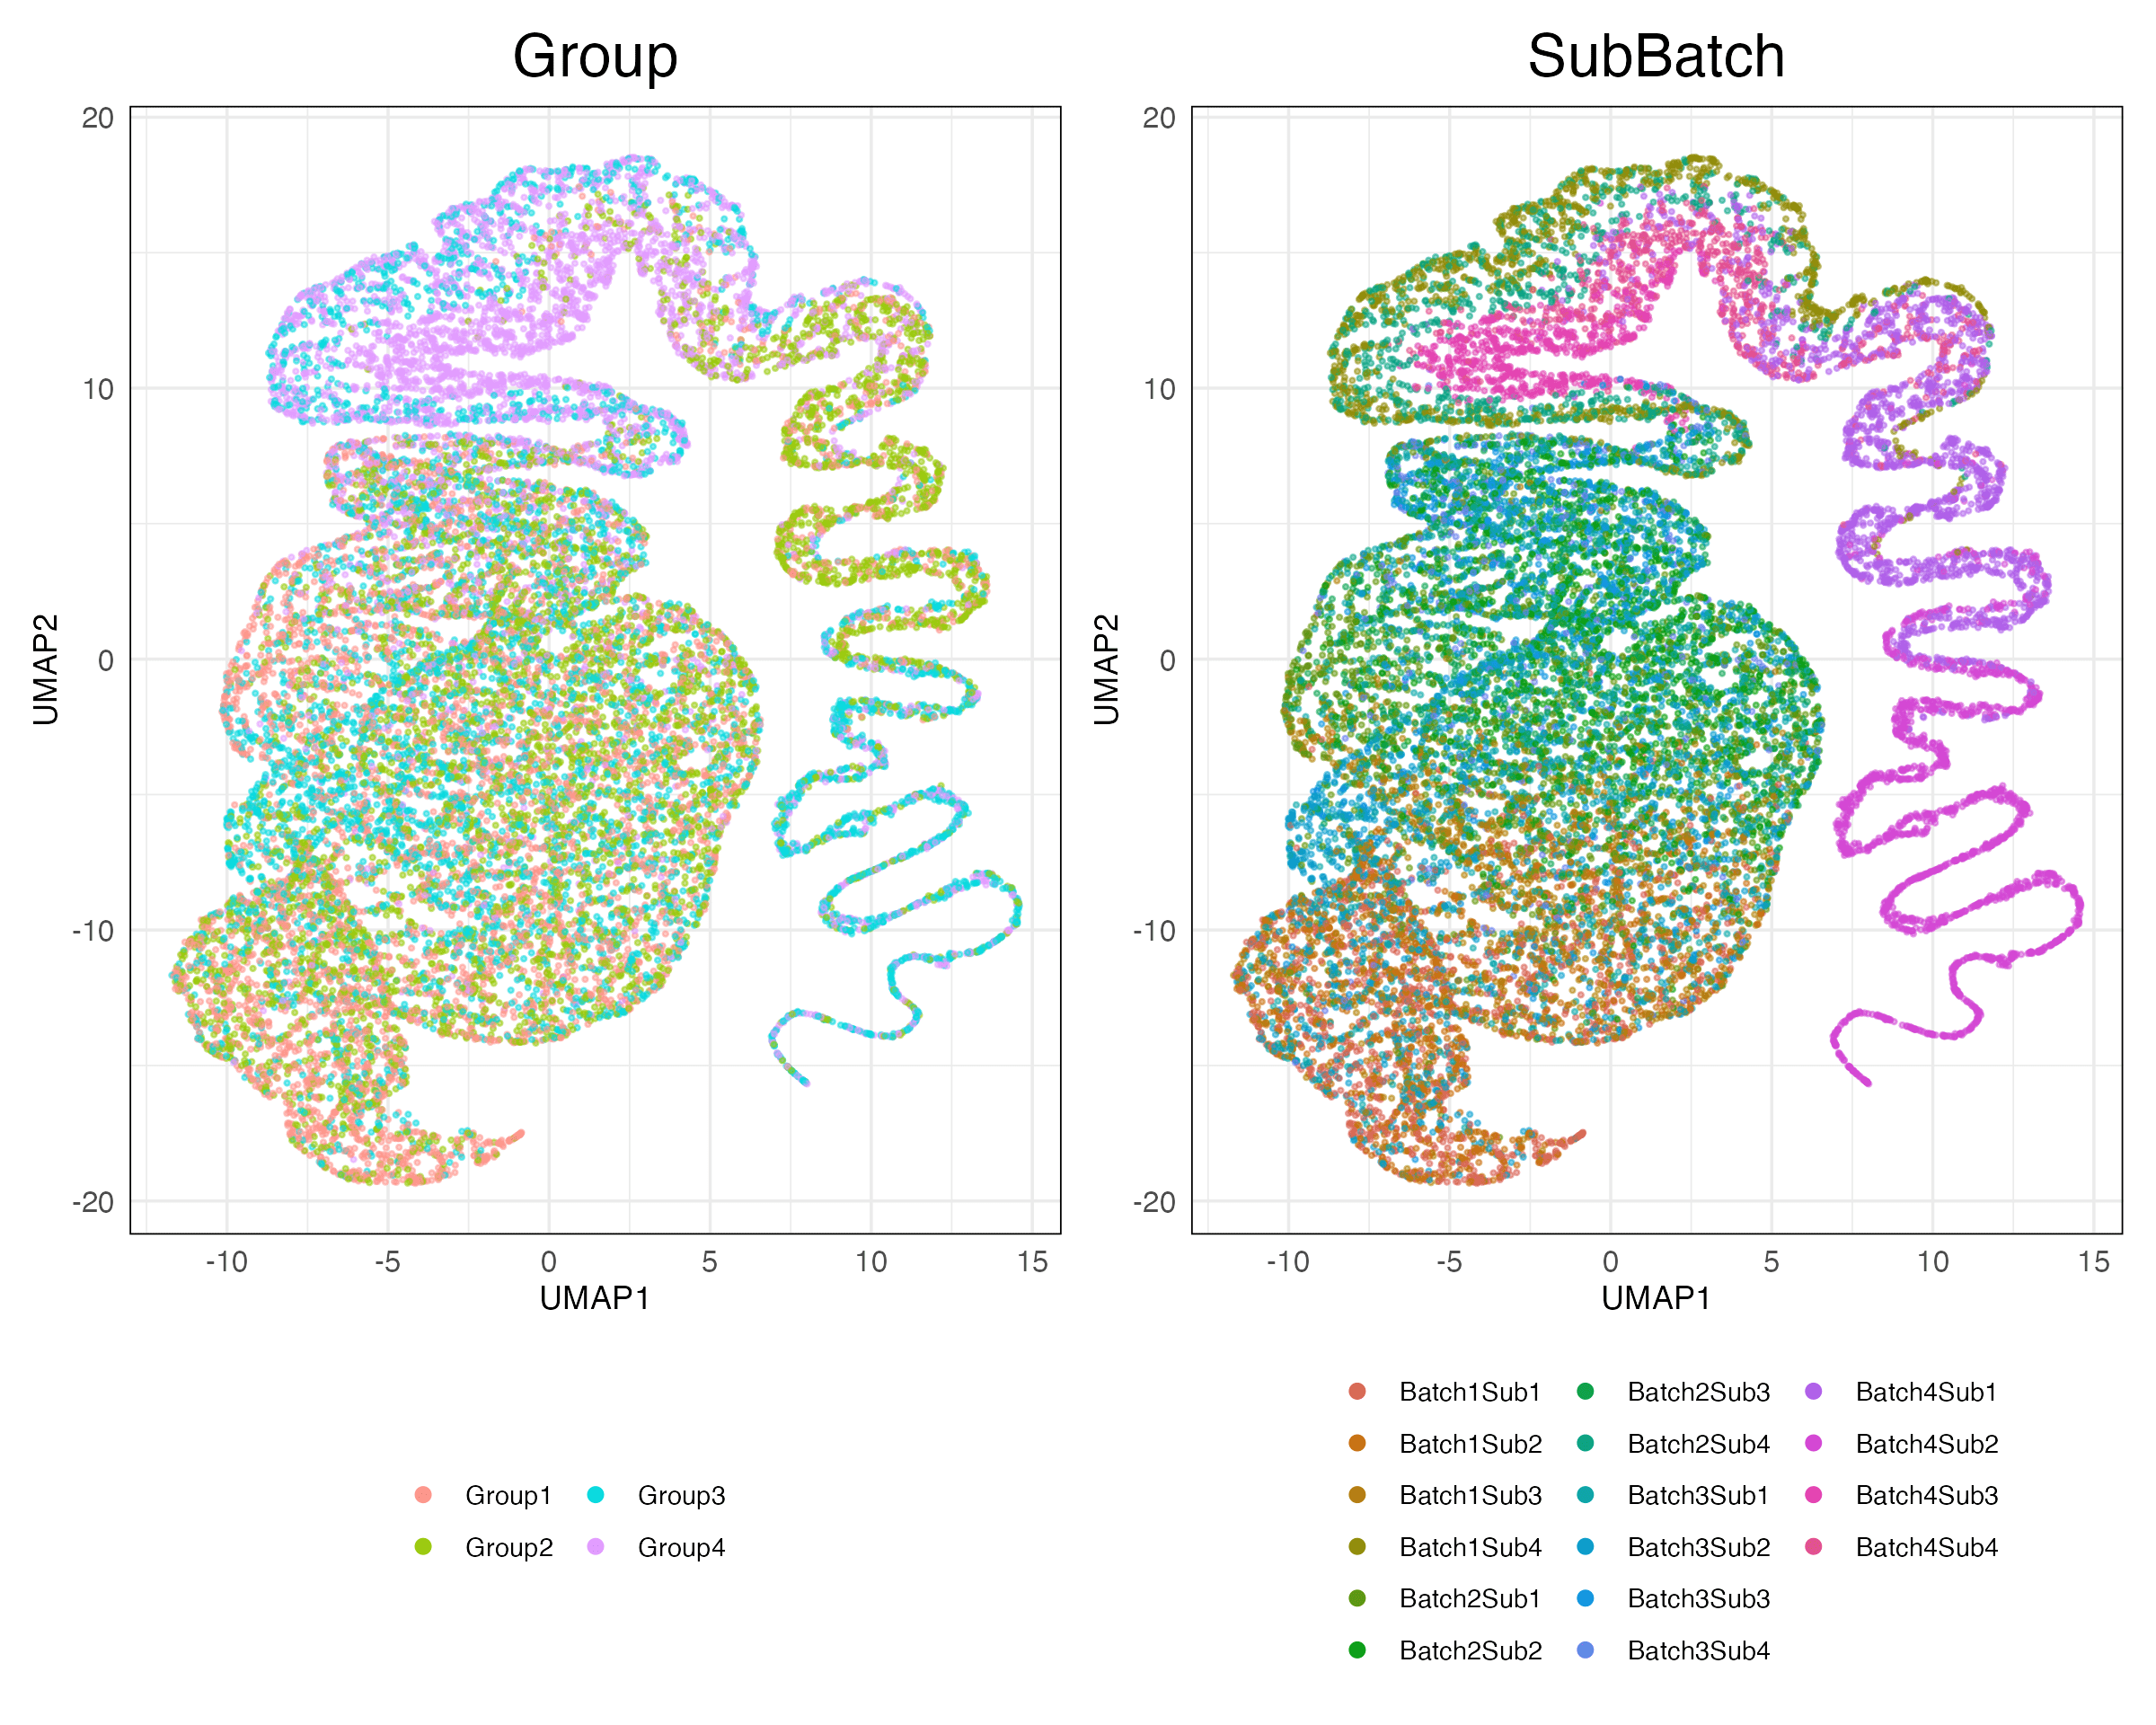 Group
SubBatch
20
10
0
-10
-20
UMAP2
-10 -5 0 5 10 15
UMAP1
20
10
0
-10
-20
UMAP2
-10 -5 0 5 10 15
UMAP1
Group1 Group3
Group2 Group4
Batch1Sub1 Batch2Sub3 Batch4Sub1
Batch1Sub2 Batch2Sub4 Batch4Sub2
Batch1Sub3 Batch3Sub1 Batch4Sub3
Batch1Sub4 Batch3Sub2 Batch4Sub4
Batch2Sub1 Batch3Sub3
Batch2Sub2 Batch3Sub4